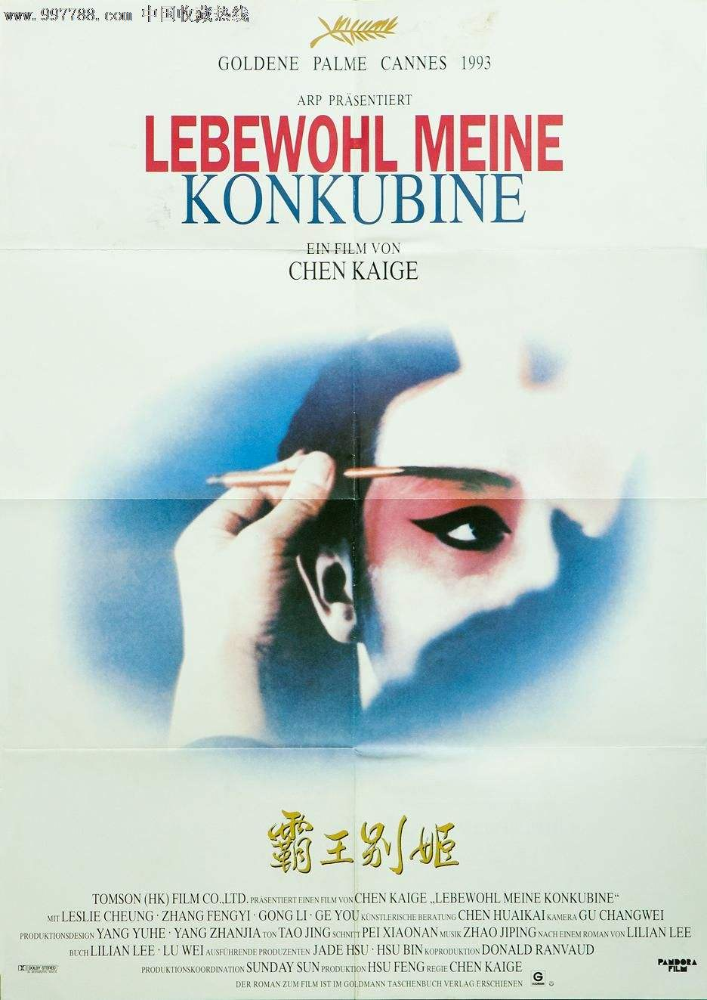 www.997788.com 中国收藏热线
GOLDENE PALME CANNES 1993
ARP PRÄSENTIERT
LEBEWOHL MEINE
KONKUBINE
EIN FILM VON
CHEN KAIGE
霸王别姬
TOMSON (HK) FILM CO.,LTD. PRÄSENTIERT EINEN FILM VON CHEN KAIGE „LEBEWOHL MEINE KONKUBINE“
MIT LESLIE CHEUNG · ZHANG FENGYI · GONG LI · GE YOU KÜNSTLERISCHE BERATUNG CHEN HUAIKAI KAMERA GU CHANGWEI
PRODUKTIONSDESIGN YANG YUHE · YANG ZHANJIA TON TAO JING SCHNITT PEI XIAONAN MUSIK ZHAO JIPING NACH EINEM ROMAN VON LILIAN LEE
BUCH LILIAN LEE · LU WEI AUSFÜHRENDE PRODUZENTEN JADE HSU · HSU BIN KOPRODUKTION DONALD RANVAUD
PRODUKTIONSKOORDINATION SUNDAY SUN PRODUKTION HSU FENG REGIE CHEN KAIGE
DER ROMAN ZUM FILM IST IM GOLDMANN TASCHENBUCH VERLAG ERSCHIENEN
G
GOLDMANN
DOLBY STEREO
PANDORA
FILM